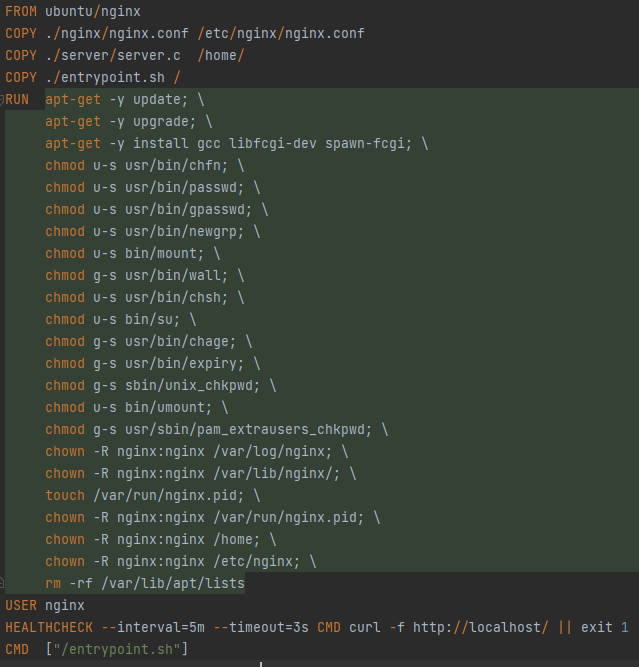 FROM ubuntu/nginx
COPY ./nginx/nginx.conf /etc/nginx/nginx.conf
COPY ./server/server.c  /home/
COPY ./entrypoint.sh /
RUN  apt-get -y update; \
     apt-get -y upgrade; \
     apt-get -y install gcc libfcgi-dev spawn-fcgi; \
     chmod u-s usr/bin/chfn; \
     chmod u-s usr/bin/passwd; \
     chmod u-s usr/bin/gpasswd; \
     chmod u-s usr/bin/newgrp; \
     chmod u-s bin/mount; \
     chmod g-s usr/bin/wall; \
     chmod u-s usr/bin/chsh; \
     chmod u-s bin/su; \
     chmod g-s usr/bin/chage; \
     chmod g-s usr/bin/expiry; \
     chmod g-s sbin/unix_chkpwd; \
     chmod u-s bin/umount; \
     chmod g-s usr/sbin/pam_extrausers_chkpwd; \
     chown -R nginx:nginx /var/log/nginx; \
     chown -R nginx:nginx /var/lib/nginx/; \
     touch /var/run/nginx.pid; \
     chown -R nginx:nginx /var/run/nginx.pid; \
     chown -R nginx:nginx /home; \
     chown -R nginx:nginx /etc/nginx; \
     rm -rf /var/lib/apt/lists
USER nginx
HEALTHCHECK --interval=5m --timeout=3s CMD curl -f http://localhost/ || exit 1
CMD  ["/entrypoint.sh"]